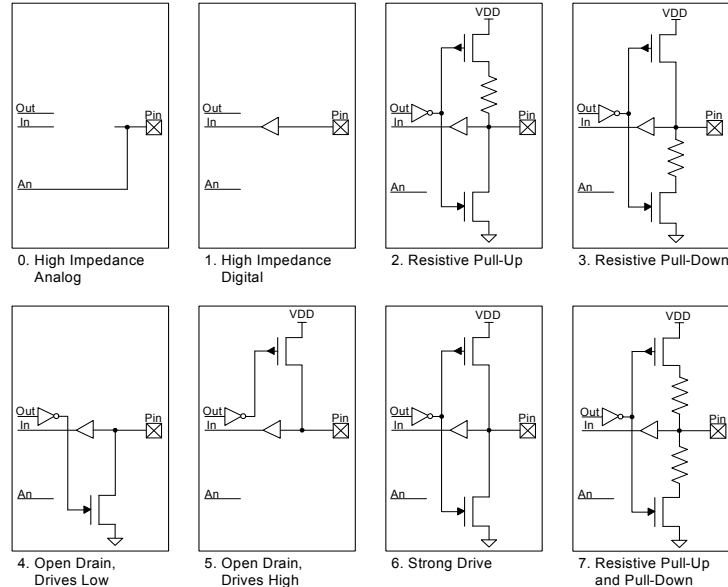 VDD
VDD
Out
In
An
Pin
Out
In
An
Pin
Out
In
An
Pin
Out
In
An
Pin
0. High Impedance
Analog
1. High Impedance
Digital
2. Resistive Pull-Up
3. Resistive Pull-Down
VDD
VDD
VDD
Out
In
An
Pin
Out
In
An
Pin
Out
In
An
Pin
Out
In
An
Pin
4. Open Drain,
Drives Low
5. Open Drain,
Drives High
6. Strong Drive
7. Resistive Pull-Up
and Pull-Down